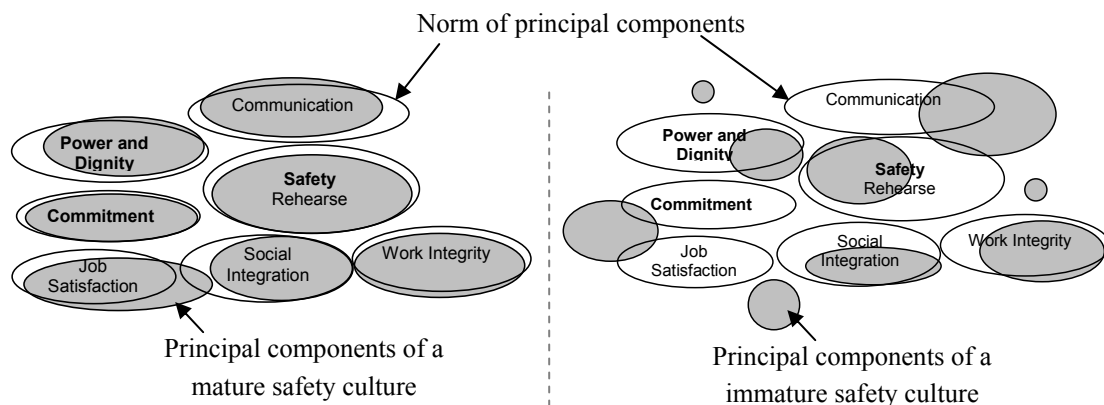 Norm of principal components
Communication
Power and
Dignity
Safety
Rehearse
Commitment
Job
Satisfaction
Social
Integration
Work Integrity
Principal components of a
mature safety culture
Communication
Power and
Dignity
Safety
Rehearse
Commitment
Job
Satisfaction
Social
Integration
Work Integrity
Principal components of a
immature safety culture